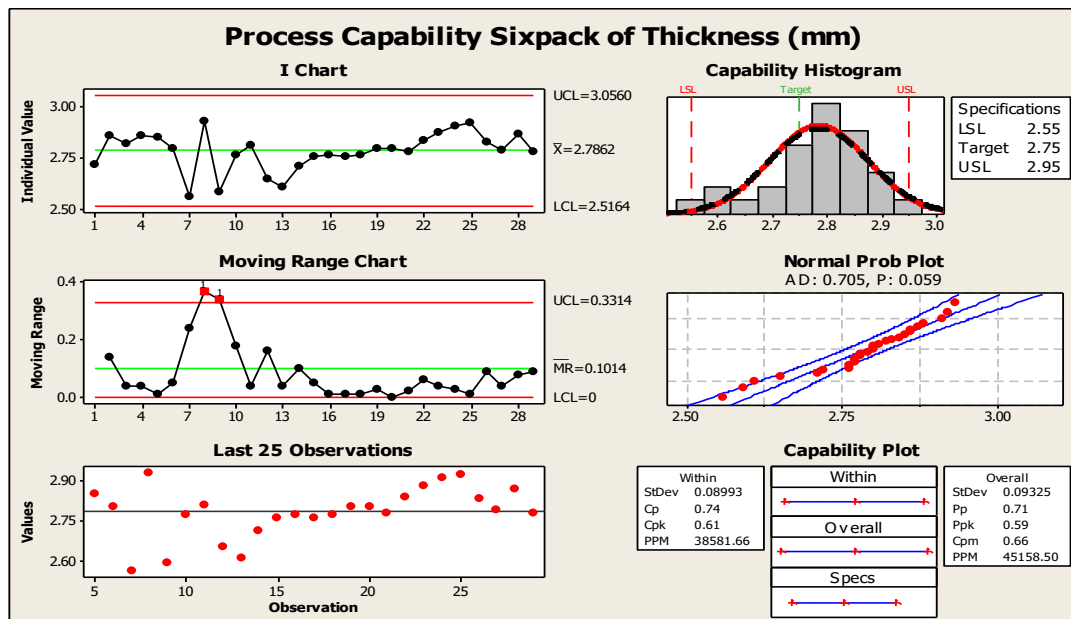 Process Capability Sixpack of Thickness (mm)
I Chart
Individual Value
3.00
2.75
2.50
1 4 7 10 13 16 19 22 25 28
UCL=3.0560
X=2.7862
LCL=2.5164
Capability Histogram
LSL Target USL
2.6 2.7 2.8 2.9 3.0
Specifications
LSL 2.55
Target 2.75
USL 2.95
Moving Range Chart
Moving Range
0.4
0.2
0.0
1
1
1 4 7 10 13 16 19 22 25 28
UCL=0.3314
MR=0.1014
LCL=0
Normal Prob Plot
AD: 0.705, P: 0.059
2.50 2.75 3.00
Last 25 Observations
Values
2.90
2.75
2.60
5 10 15 20 25
Observation
Capability Plot
Within
StDev 0.08993
Cp 0.74
Cpk 0.61
PPM 38581.66
Within
Overall
Specs
Overall
StDev 0.09325
Pp 0.71
Ppk 0.59
Cpm 0.66
PPM 45158.50